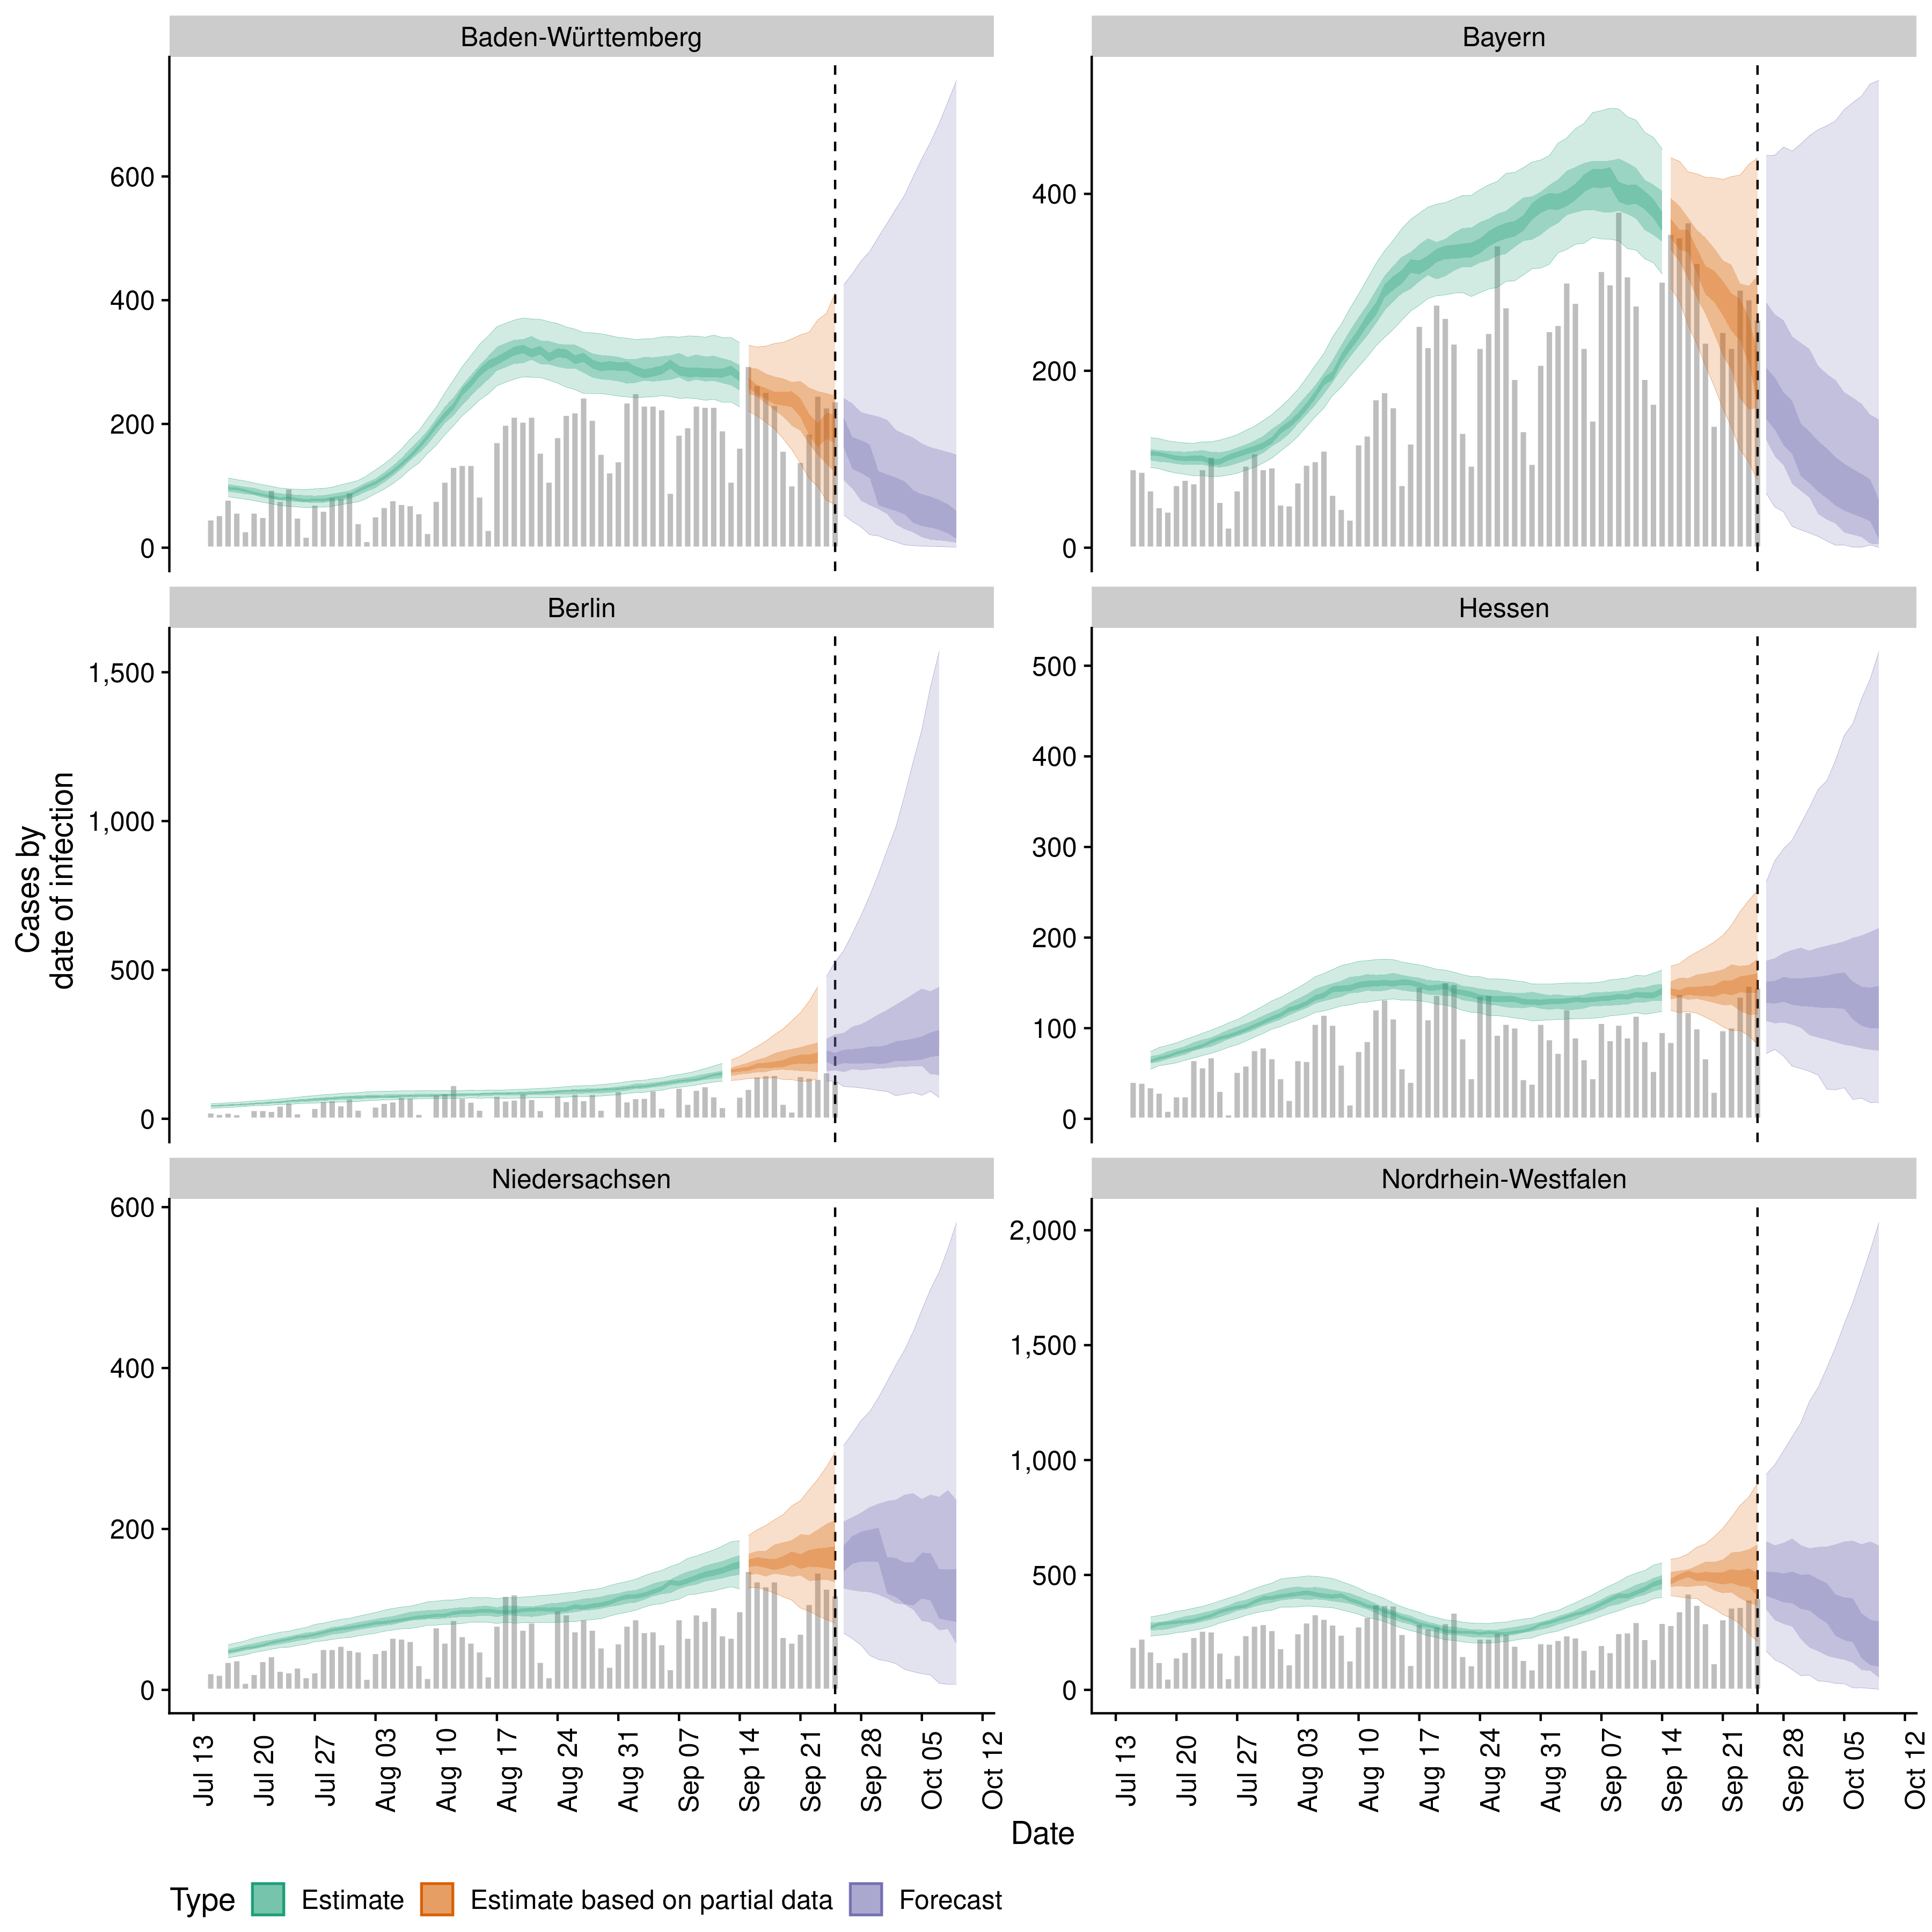 Baden-Württemberg
Bayern
600
400
200
0
400
200
0
Berlin
Hessen
1,500
1,000
500
0
500
400
300
200
100
0
Cases by
date of infection
Niedersachsen
Nordrhein-Westfalen
600
400
200
0
2,000
1,500
1,000
500
0
Jul 13
Jul 20
Jul 27
Aug 03
Aug 10
Aug 17
Aug 24
Aug 31
Sep 07
Sep 14
Sep 21
Sep 28
Oct 05
Oct 12
Jul 13
Jul 20
Jul 27
Aug 03
Aug 10
Aug 17
Aug 24
Aug 31
Sep 07
Sep 14
Sep 21
Sep 28
Oct 05
Oct 12
Date
Type Estimate Estimate based on partial data Forecast